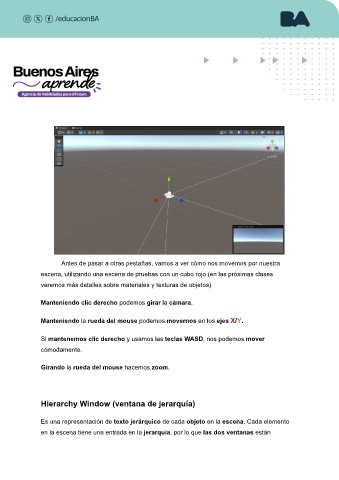 /educacionBA
BA
Buenos Aires
aprende
Agencia de Habilidades para el Futuro
Antes de pasar a otras pestañas, vamos a ver cómo nos movemos por nuestra
escena, utilizando una escena de pruebas con un cubo rojo (en las próximas clases
veremos más detalles sobre materiales y texturas de objetos).
Manteniendo clic derecho podemos girar la cámara.
Manteniendo la rueda del mouse podemos movernos en los ejes X/Y.
Si mantenemos clic derecho y usamos las teclas WASD, nos podemos mover
cómodamente.
Girando la rueda del mouse hacemos zoom.
Hierarchy Window (ventana de jerarquía)
Es una representación de texto jerárquico de cada objeto en la escena. Cada elemento
en la escena tiene una entrada en la jerarquía, por lo que las dos ventanas están